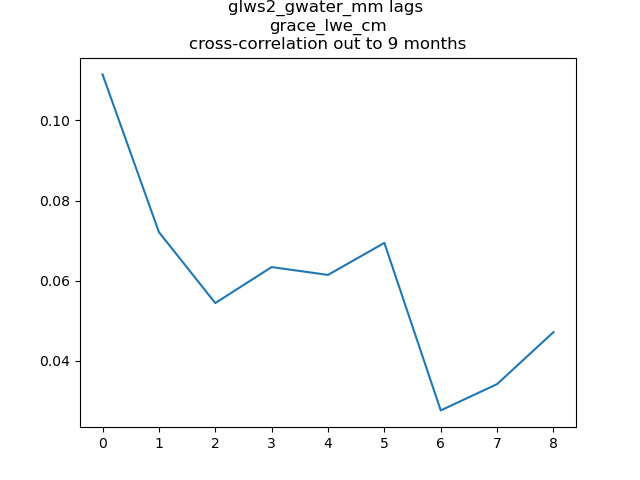 glws2_gwater_mm lags
grace_lwe_cm
cross-correlation out to 9 months
0.10
0.08
0.06
0.04
0 1 2 3 4 5 6 7 8